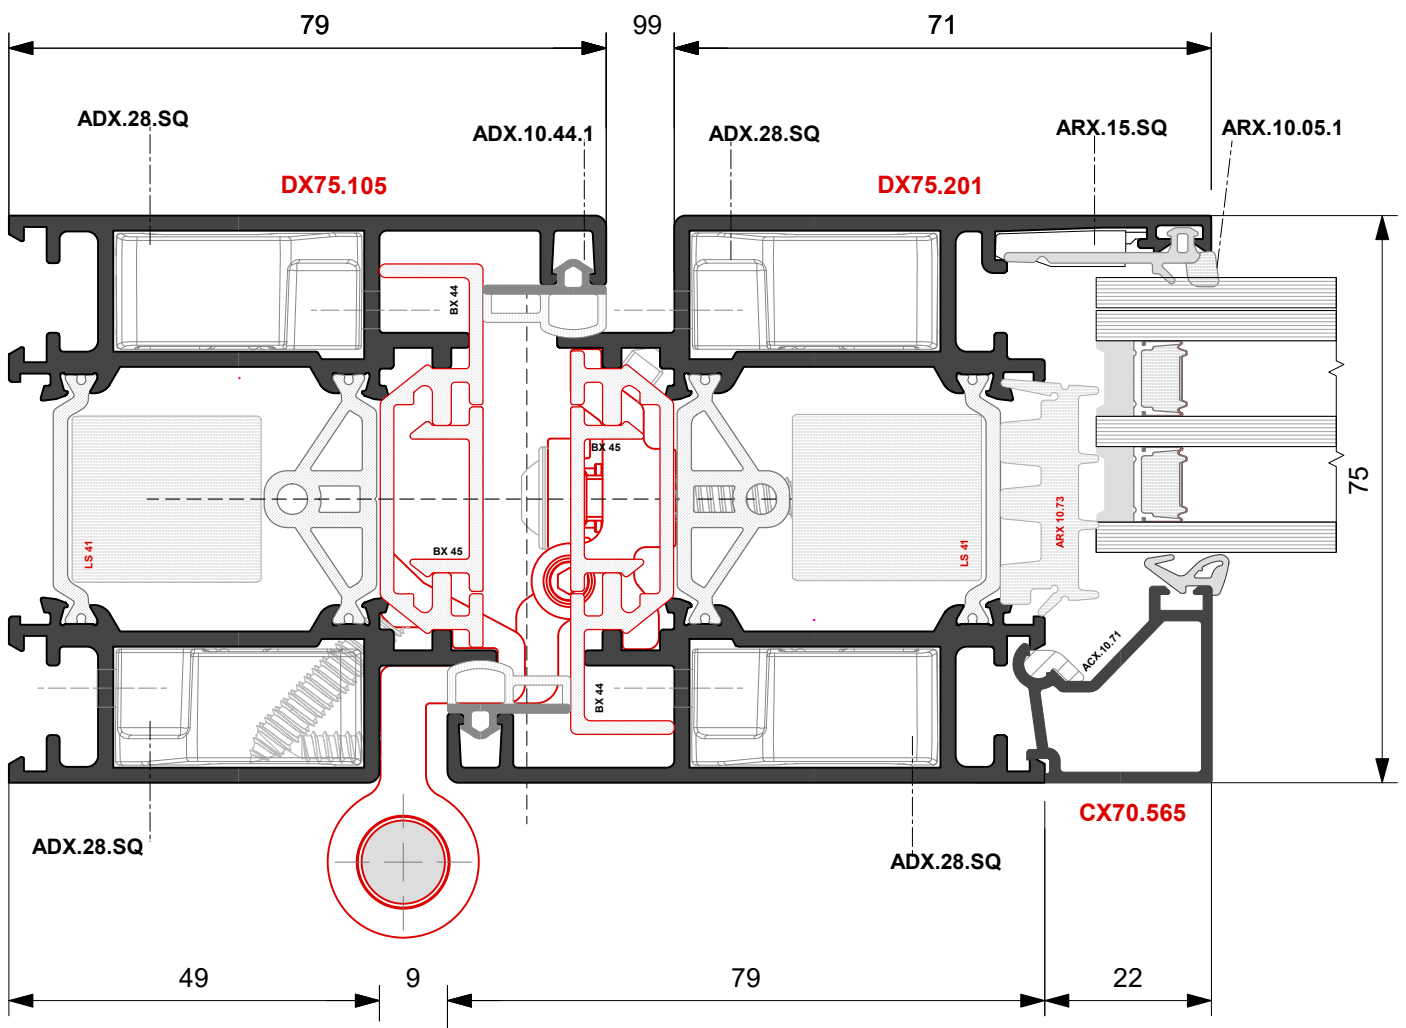 79
99
71
ADX.28.SQ
ADX.10.44.1
ADX.28.SQ
ARX.15.SQ
ARX.10.05.1
DX75.105
DX75.201
BX 44
BX 45
75
LS 41
BX 45
ARX 10.73
LS 41
ACX.10.71
BX 44
CX70.565
ADX.28.SQ
ADX.28.SQ
49
9
79
22